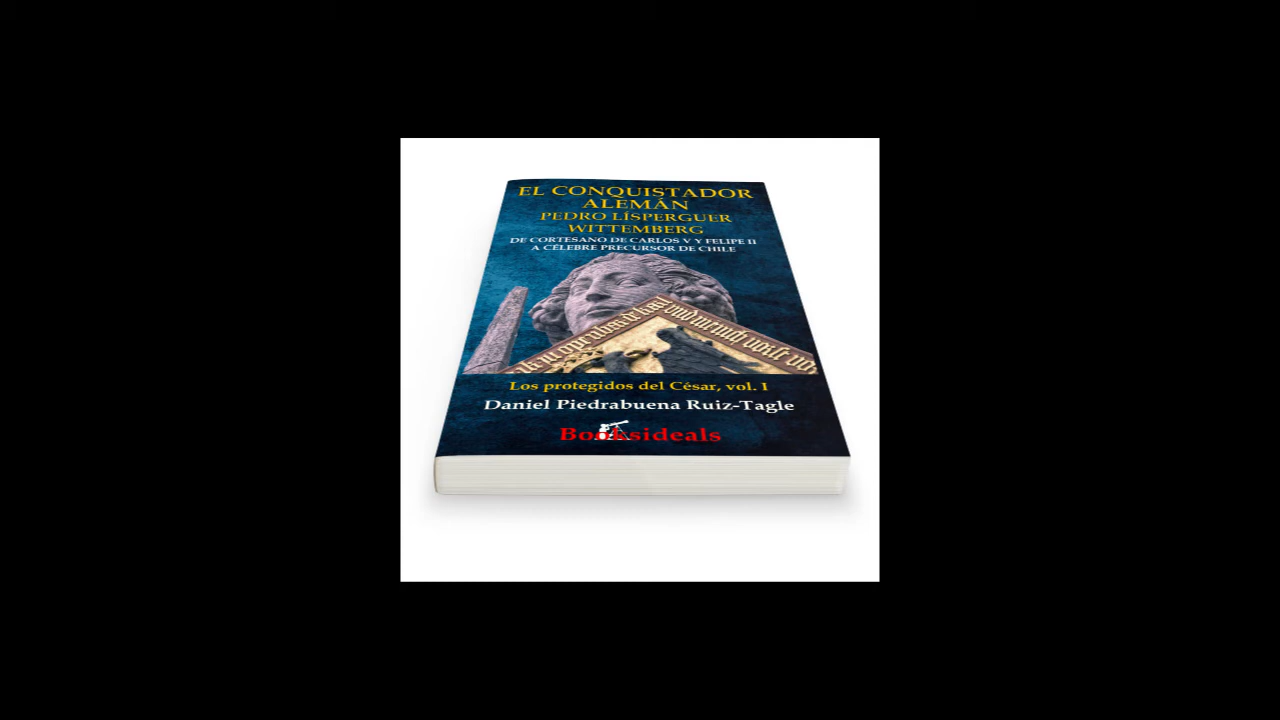 EL CONQUISTADOR
ALEMÁN
PEDRO LÍSPERGUER
WITTEMBERG
DE CORTESANO DE CARLOS V Y FELIPE II
A CÉLEBRE PRECURSOR DE CHILE
Los protegidos del César, vol. I
Daniel Piedrabuena Ruiz-Tagle
Booksideals